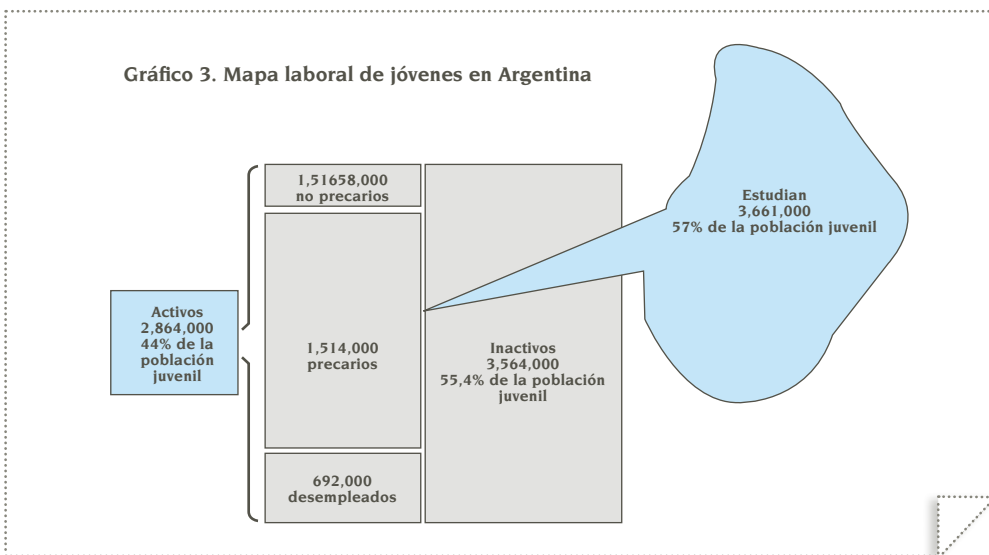 Gráfico 3. Mapa laboral de jóvenes en Argentina
Activos
2,864,000
44% de la
población
juvenil
1,51658,000
no precarios
1,514,000
precarios
692,000
desempleados
Inactivos
3,564,000
55,4% de la población
juvenil
Estudian
3,661,000
57% de la población juvenil